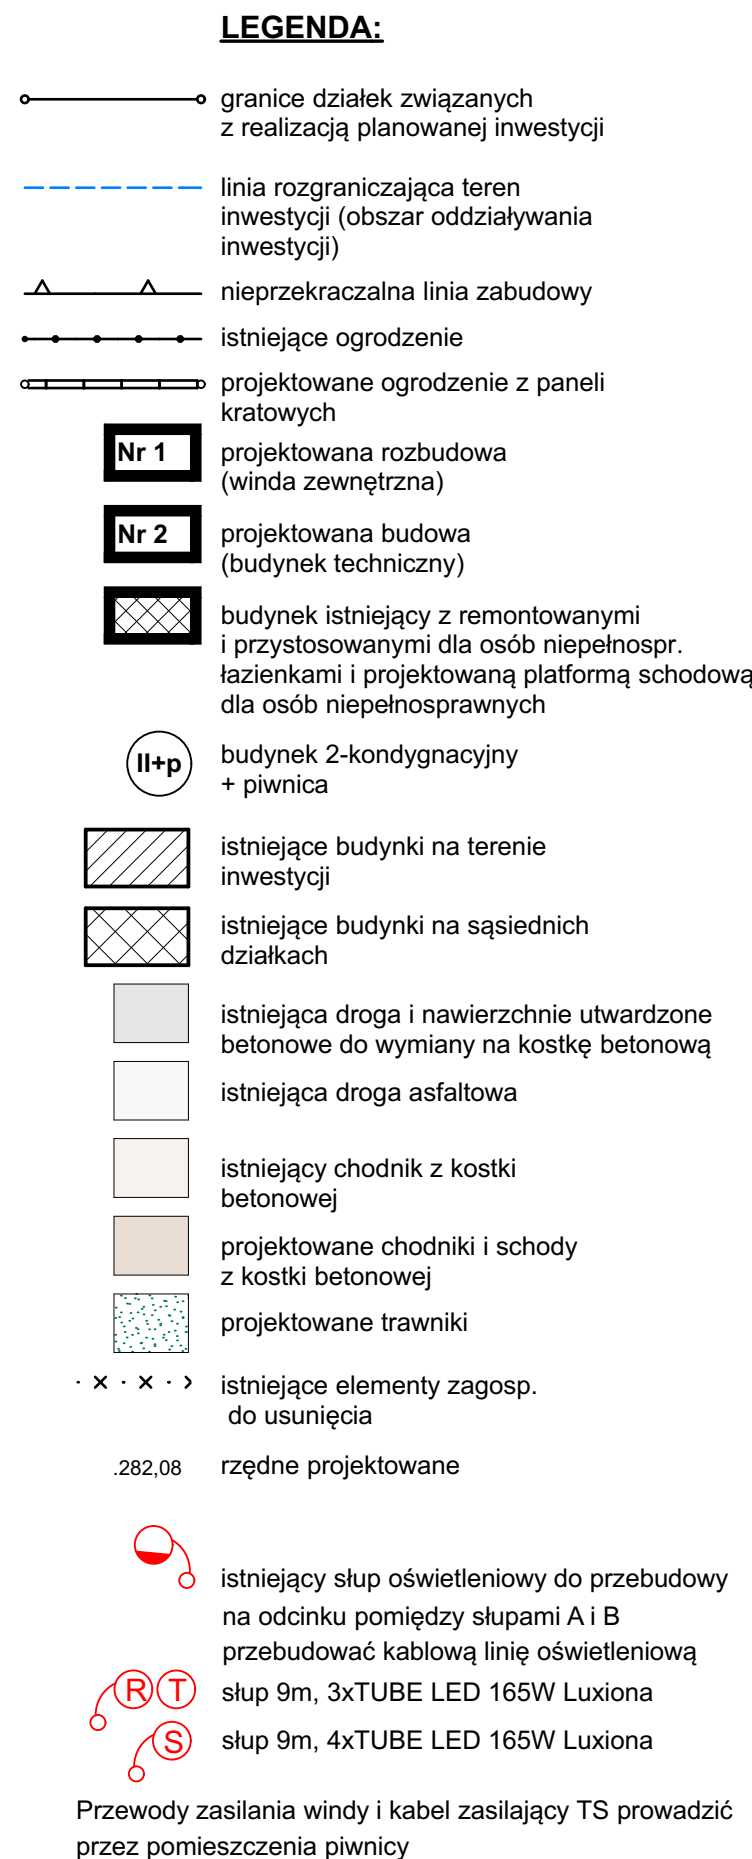 LEGENDA:
granice działek związanych
z realizacją planowanej inwestycji
linia rozgraniczająca teren
inwestycji (obszar oddziaływania
inwestycji)
nieprzekraczalna linia zabudowy
istniejące ogrodzenie
projektowane ogrodzenie z paneli
kratowych
Nr 1 projektowana rozbudowa
(winda zewnętrzna)
Nr 2 projektowana budowa
(budynek techniczny)
budynek istniejący z remontowanymi
i przystosowanymi dla osób niepełnospr.
łazienkami i projektowaną platformą schodową
dla osób niepełnosprawnych
II+p budynek 2-kondygnacyjny
+ piwnica
istniejące budynki na terenie
inwestycji
istniejące budynki na sąsiednich
działkach
istniejąca droga i nawierzchnie utwardzone
betonowe do wymiany na kostkę betonową
istniejąca droga asfaltowa
istniejący chodnik z kostki
betonowej
projektowane chodniki i schody
z kostki betonowej
projektowane trawniki
istniejące elementy zagosp.
do usunięcia
.282,08 rzędne projektowane
istniejący słup oświetleniowy do przebudowy
na odcinku pomiędzy słupami A i B
przebudować kablową linię oświetleniową
R T słup 9m, 3xTUBE LED 165W Luxiona
S słup 9m, 4xTUBE LED 165W Luxiona
Przewody zasilania windy i kabel zasilający TS prowadzić
przez pomieszczenia piwnicy